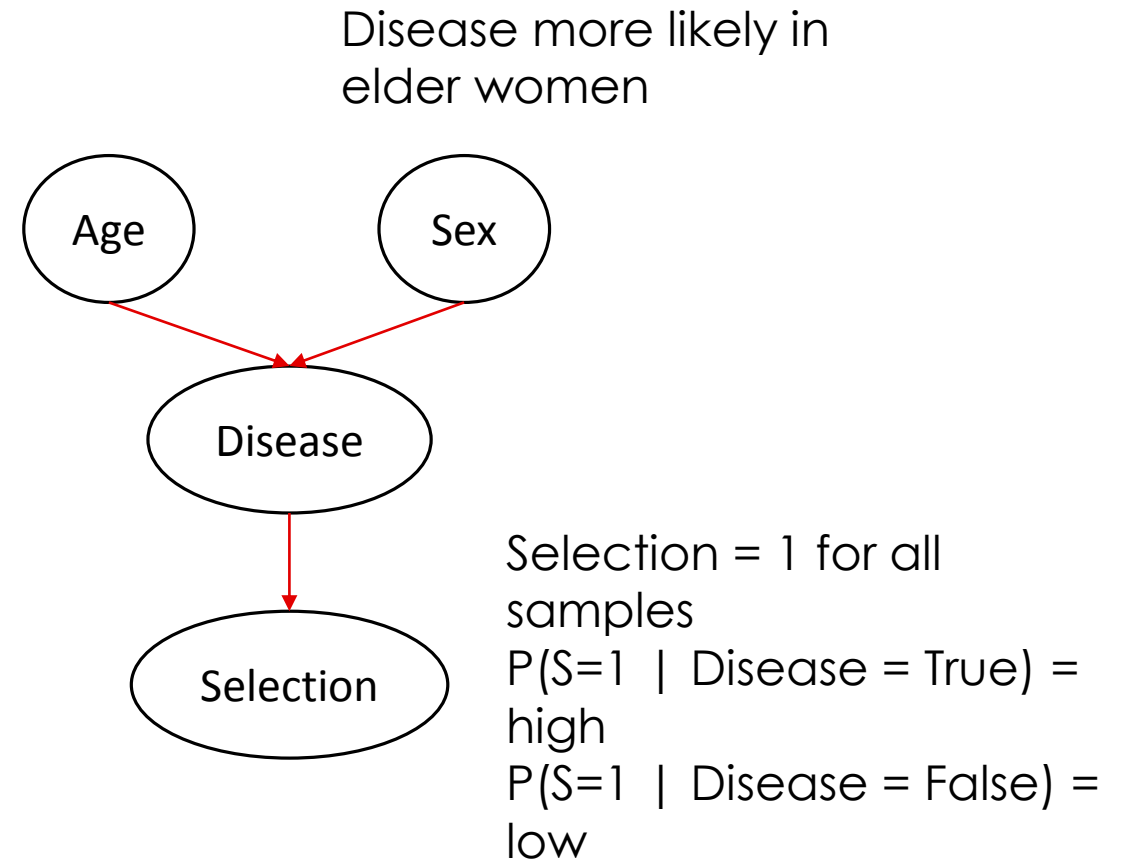 Disease more likely in
elder women
Age
Sex
Disease
Selection
Selection = 1 for all
samples
P(S=1 | Disease = True) =
high
P(S=1 | Disease = False) =
low